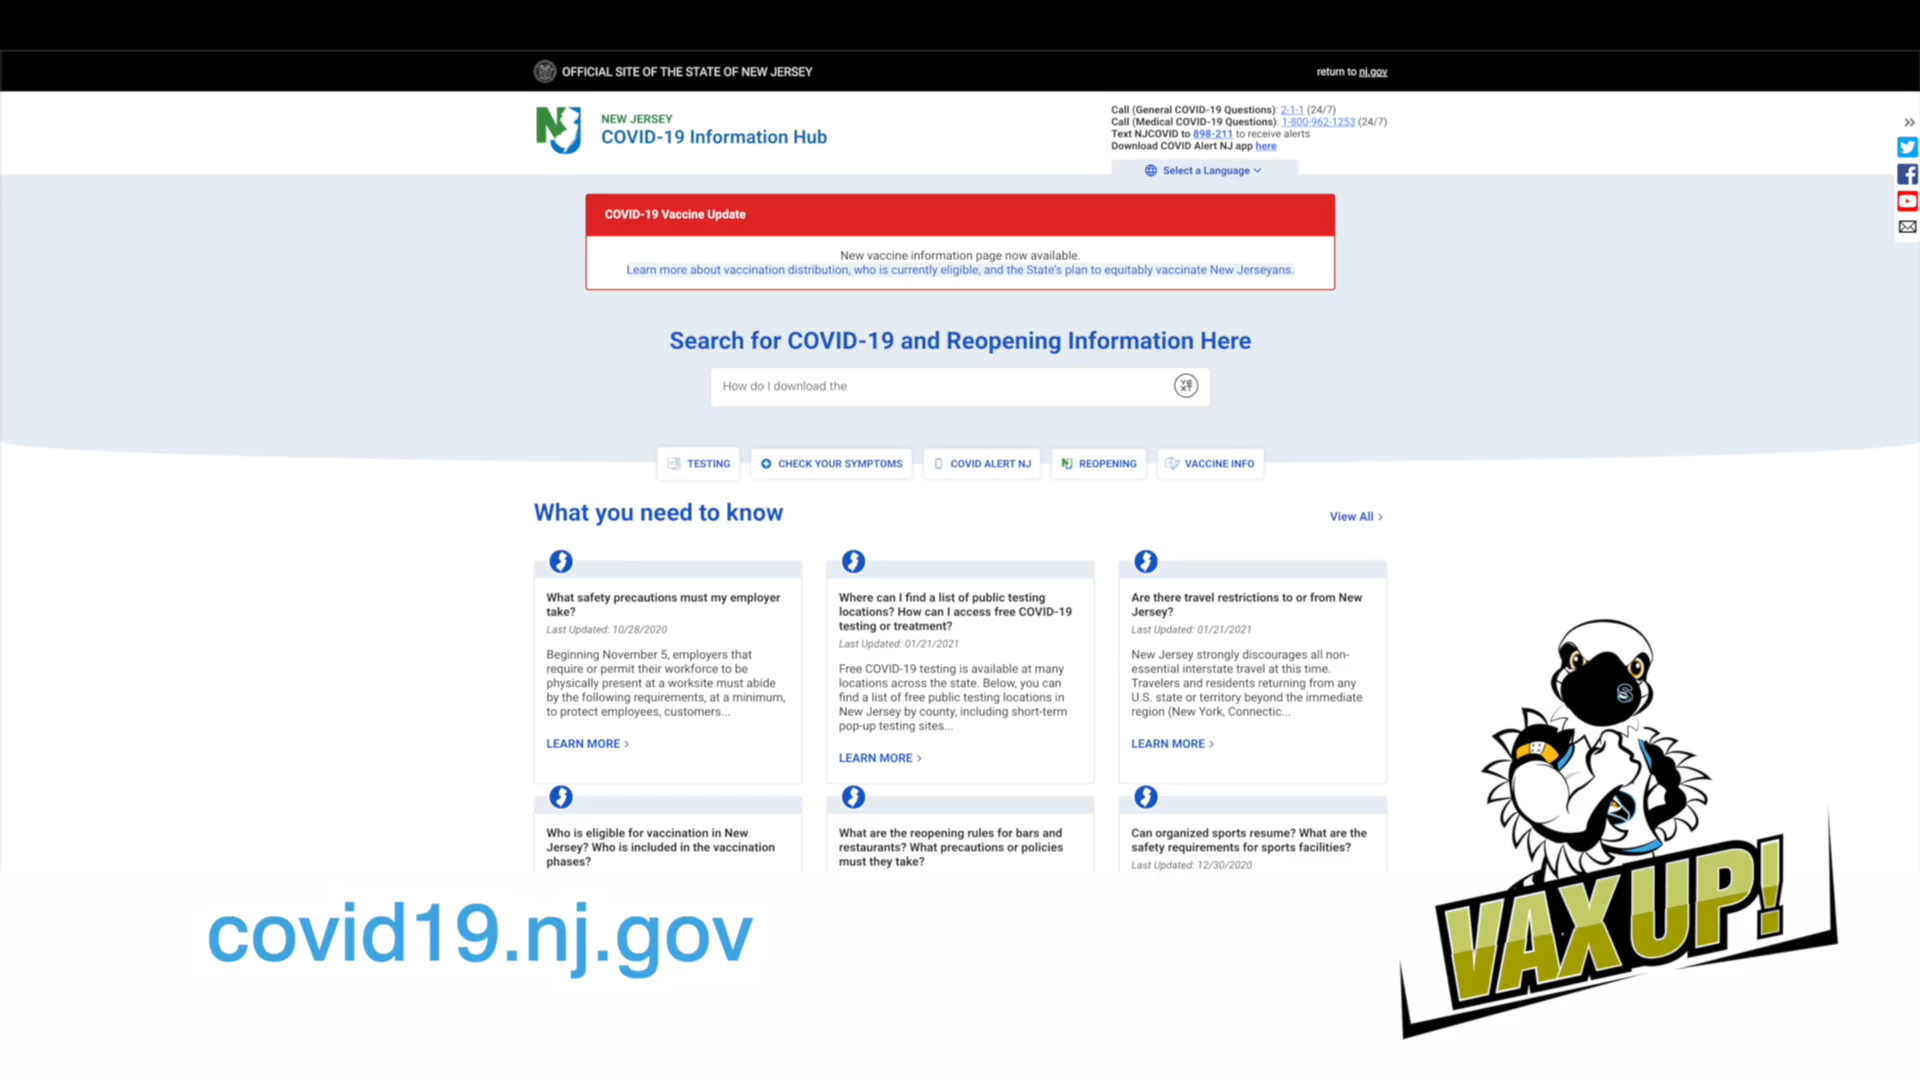 OFFICIAL SITE OF THE STATE OF NEW JERSEY
return to nj.gov
NEW JERSEY
COVID-19 Information Hub
Call (General COVID-19 Questions): 2-1-1 (24/7)
Call (Medical COVID-19 Questions): 1-800-962-1253 (24/7)
Text NJCOVID to 898-211 to receive alerts
Download COVID Alert NJ app here
Select a Language
COVID-19 Vaccine Update
New vaccine information page now available.
Learn more about vaccination distribution, who is currently eligible, and the State's plan to equitably vaccinate New Jerseyans.
Search for COVID-19 and Reopening Information Here
How do I download the
TESTING
CHECK YOUR SYMPTOMS
COVID ALERT NJ
REOPENING
VACCINE INFO
What you need to know
View All >
What safety precautions must my employer
take?
Last Updated: 10/28/2020
Beginning November 5, employers that
require or permit their workforce to be
physically present at a worksite must abide
by the following requirements, at a minimum,
to protect employees, customers...
LEARN MORE >
Where can I find a list of public testing
locations? How can I access free COVID-19
testing or treatment?
Last Updated: 01/21/2021
Free COVID-19 testing is available at many
locations across the state. Below, you can
find a list of free public testing locations in
New Jersey by county, including short-term
pop-up testing sites...
LEARN MORE >
Are there travel restrictions to or from New
Jersey?
Last Updated: 01/21/2021
New Jersey strongly discourages all non-
essential interstate travel at this time.
Travelers and residents returning from any
U.S. state or territory beyond the immediate
region (New York, Connectic...
LEARN MORE >
Who is eligible for vaccination in New
Jersey? Who is included in the vaccination
phases?
What are the reopening rules for bars and
restaurants? What precautions or policies
must they take?
Can organized sports resume? What are the
safety requirements for sports facilities?
Last Updated: 12/30/2020
covid19.nj.gov
S
VAX UP!